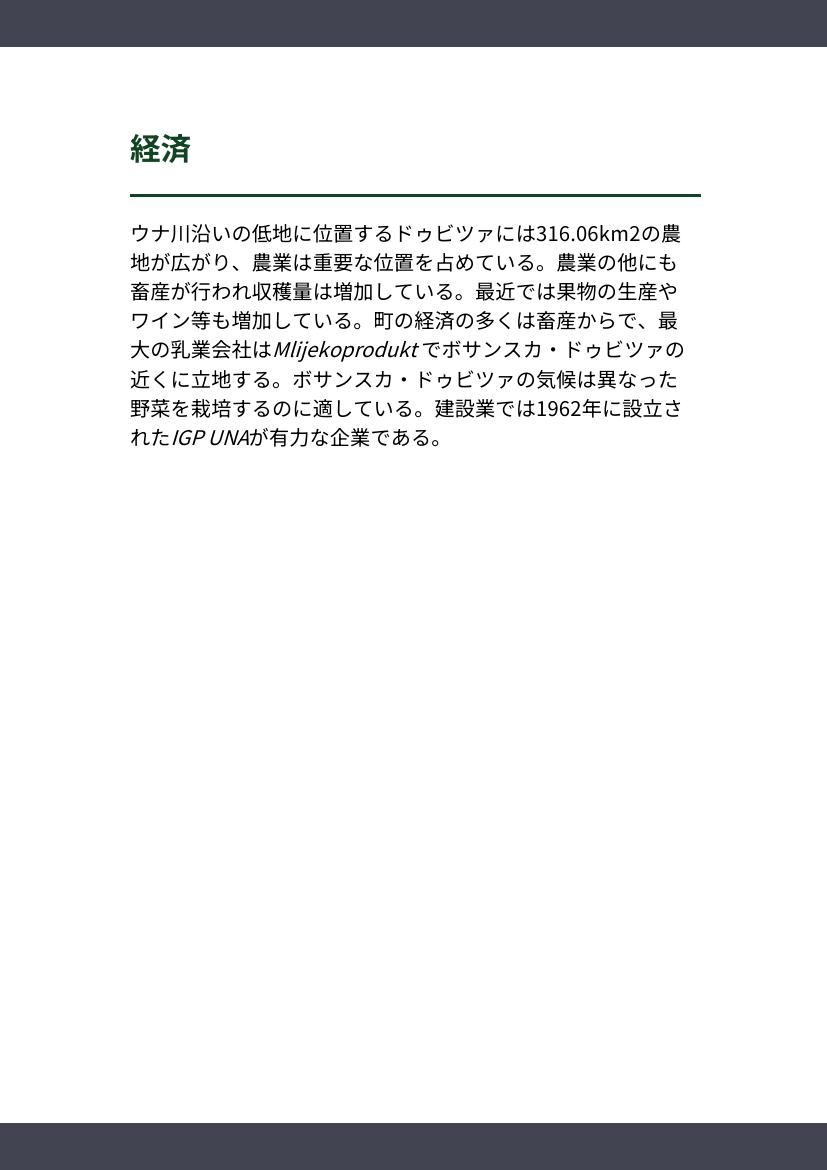 経済
ウナ川沿いの低地に位置するドゥビツァには316.06km2の農
地が広がり、農業は重要な位置を占めている。農業の他にも
畜産が行われ収穫量は増加している。最近では果物の生産や
ワイン等も増加している。町の経済の多くは畜産からで、最
大の乳業会社はMlijekoprodukt でボサンスカ・ドゥビツァの
近くに立地する。ボサンスカ・ドゥビツァの気候は異なった
野菜を栽培するのに適している。建設業では1962年に設立さ
れたIGP UNAが有力な企業である。